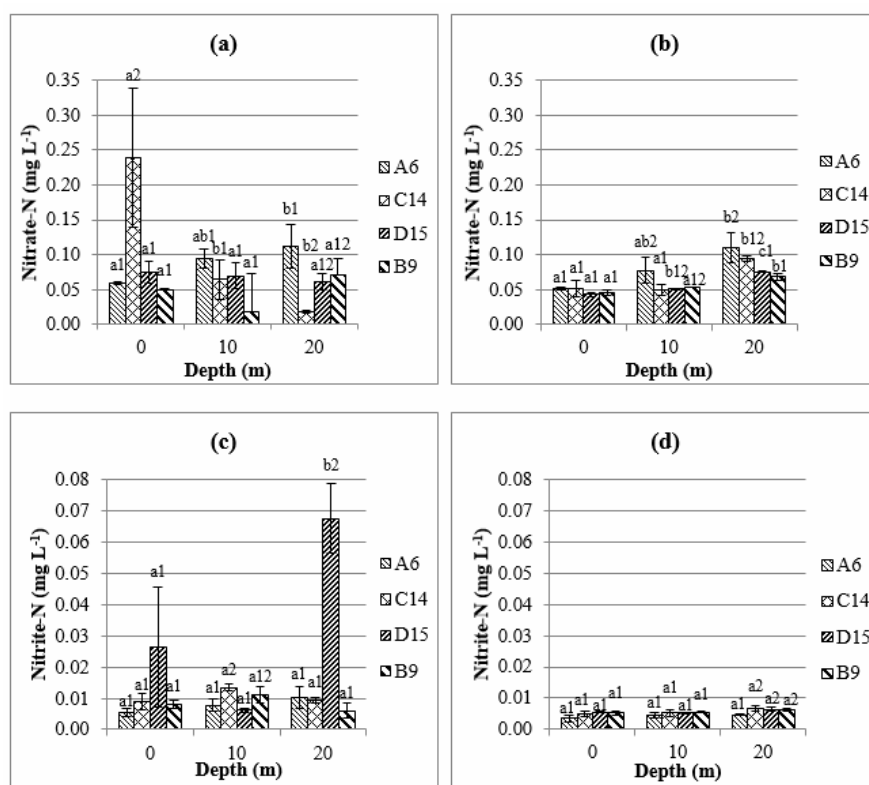 (a)
Nitrate-N (mg L-1)
0.35
0.30
0.25
0.20
0.15
0.10
0.05
0.00
a1 a2 a1 a1
ab1 b1 a1 a1
b1 b2 a12 a12
0 10 20
Depth (m)
A6
C14
D15
B9
(b)
Nitrate-N (mg L-1)
0.35
0.30
0.25
0.20
0.15
0.10
0.05
0.00
a1 a1 a1 a1
ab2 a1 b12 a12
b2 b12 c1 b1
0 10 20
Depth (m)
A6
C14
D15
B9
(c)
Nitrite-N (mg L-1)
0.08
0.07
0.06
0.05
0.04
0.03
0.02
0.01
0.00
a1 a1 a1 a1
a1 a2 a1 a12
a1 a1 b2 a1
0 10 20
Depth (m)
A6
C14
D15
B9
(d)
Nitrite-N (mg L-1)
0.08
0.07
0.06
0.05
0.04
0.03
0.02
0.01
0.00
a1 a1 a1 a1
a1 a1 a1 a1
a1 a2 a2 a2
0 10 20
Depth (m)
A6
C14
D15
B9